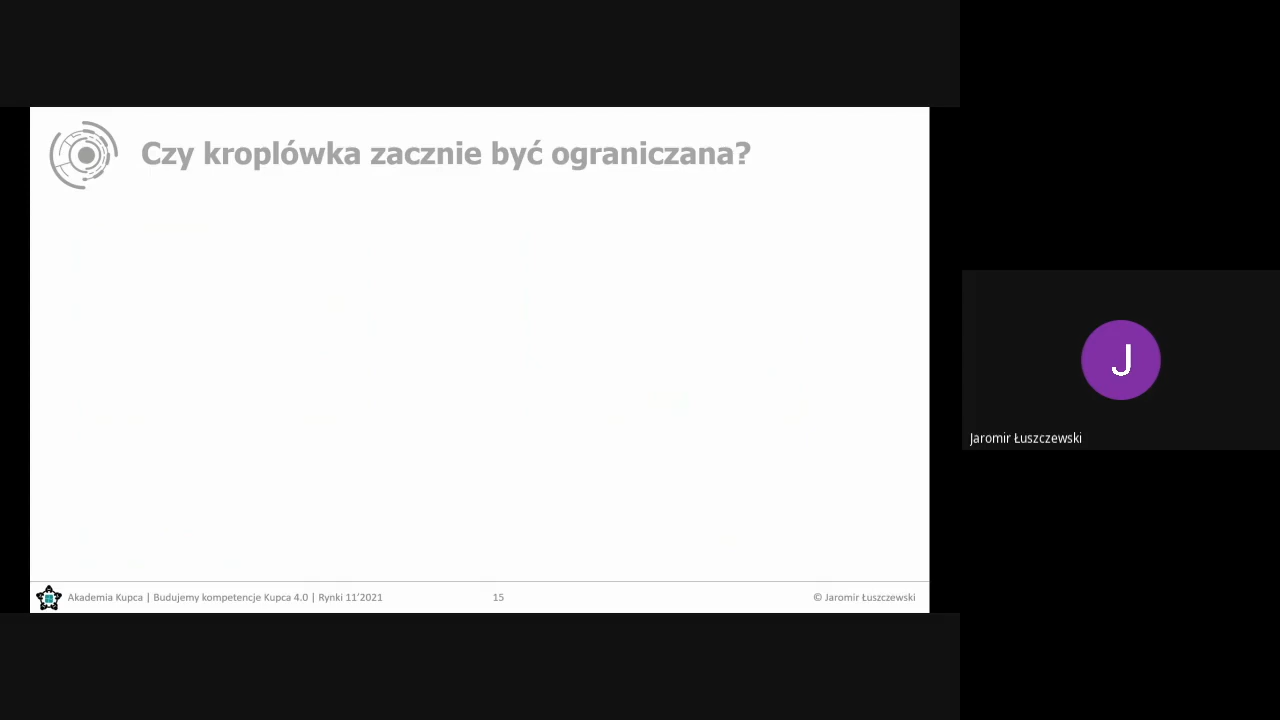 Czy kroplówka zacznie być ograniczana?
J
Jaromir Łuszczewski
Akademia Kupca | Budujemy kompetencje Kupca 4.0 | Rynki 11’2021
15
© Jaromir Łuszczewski